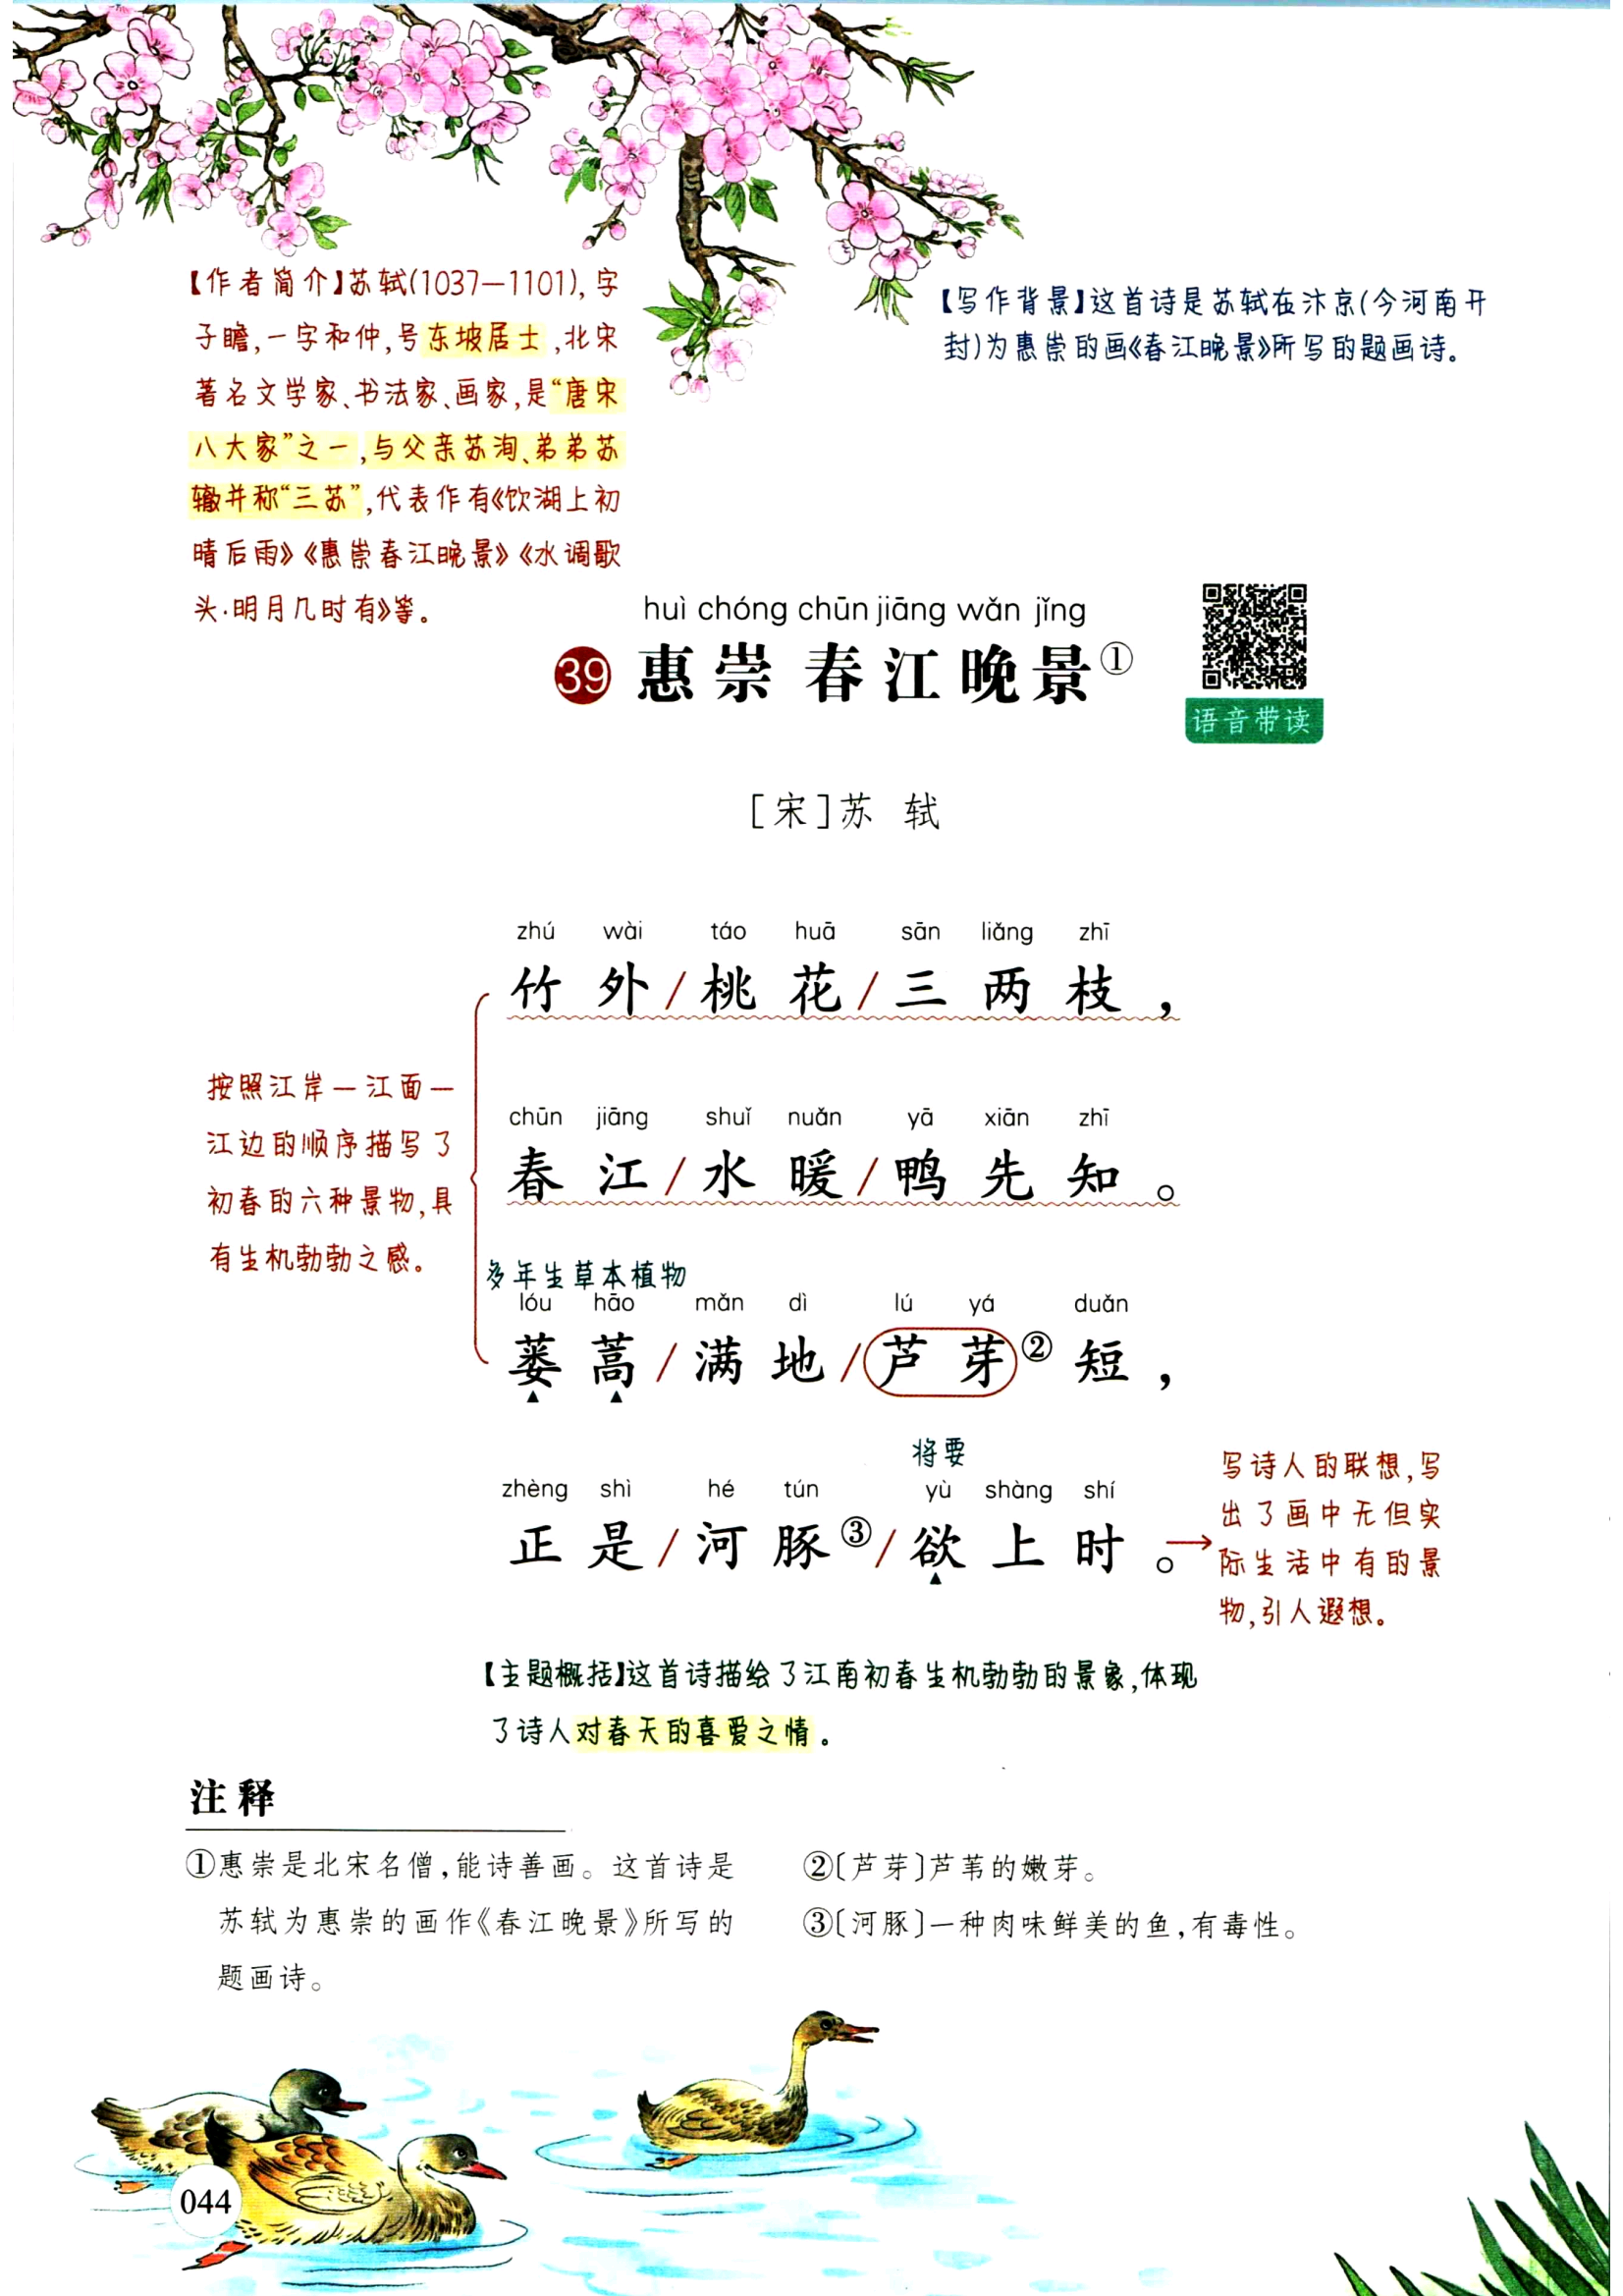 【作者简介】苏轼(1037—1101),字
子瞻,一字和仲,号东坡居士,北宋
著名文学家、书法家、画家,是“唐宋
八大家”之一,与父亲苏洵、弟弟苏
辙并称“三苏”,代表作有《饮湖上初
晴后雨》《惠崇春江晚景》《水调歌
头·明月几时有》等。
【写作背景】这首诗是苏轼在汴京(今河南开
封)为惠崇的画《春江晚景》所写的题画诗。
huì chóng chūn jiāng wǎn jǐng
39 惠崇春江晚景①
语音带读
[宋]苏 轼
zhú wài táo huā sān liǎng zhī
竹外/桃花/三两枝,
chūn jiāng shuǐ nuǎn yā xiān zhī
春江/水暖/鸭先知。
按照江岸—江面—
江边的顺序描写了
初春的六种景物,具
有生机勃勃之感。
多年生草本植物
lóu hāo mǎn dì lú yá duǎn
蒌蒿/满地/芦芽②短,
将要
zhèng shì hé tún yù shàng shí
正是/河豚③/欲上时。
写诗人的联想,写
出了画中无但实
际生活中有的景
物,引人遐想。
【主题概括】这首诗描绘了江南初春生机勃勃的景象,体现
了诗人对春天的喜爱之情。
注释
①惠崇是北宋名僧,能诗善画。这首诗是
苏轼为惠崇的画作《春江晚景》所写的
题画诗。
②〔芦芽〕芦苇的嫩芽。
③〔河豚〕一种肉味鲜美的鱼,有毒性。
044